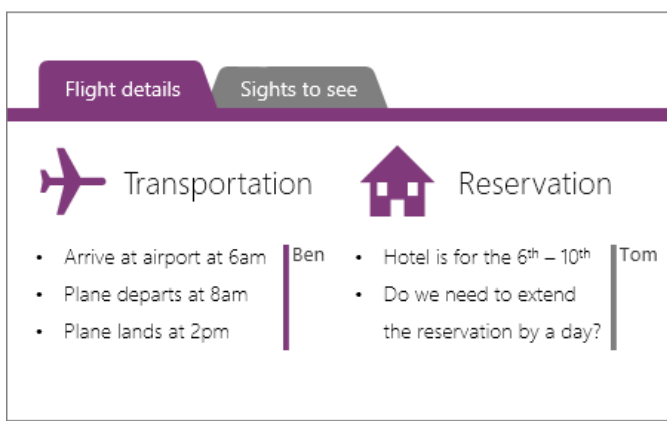 Flight details
Sights to see
Transportation
• Arrive at airport at 6am
• Plane departs at 8am
• Plane lands at 2pm
Ben
Reservation
• Hotel is for the 6th – 10th
• Do we need to extend
the reservation by a day?
Tom